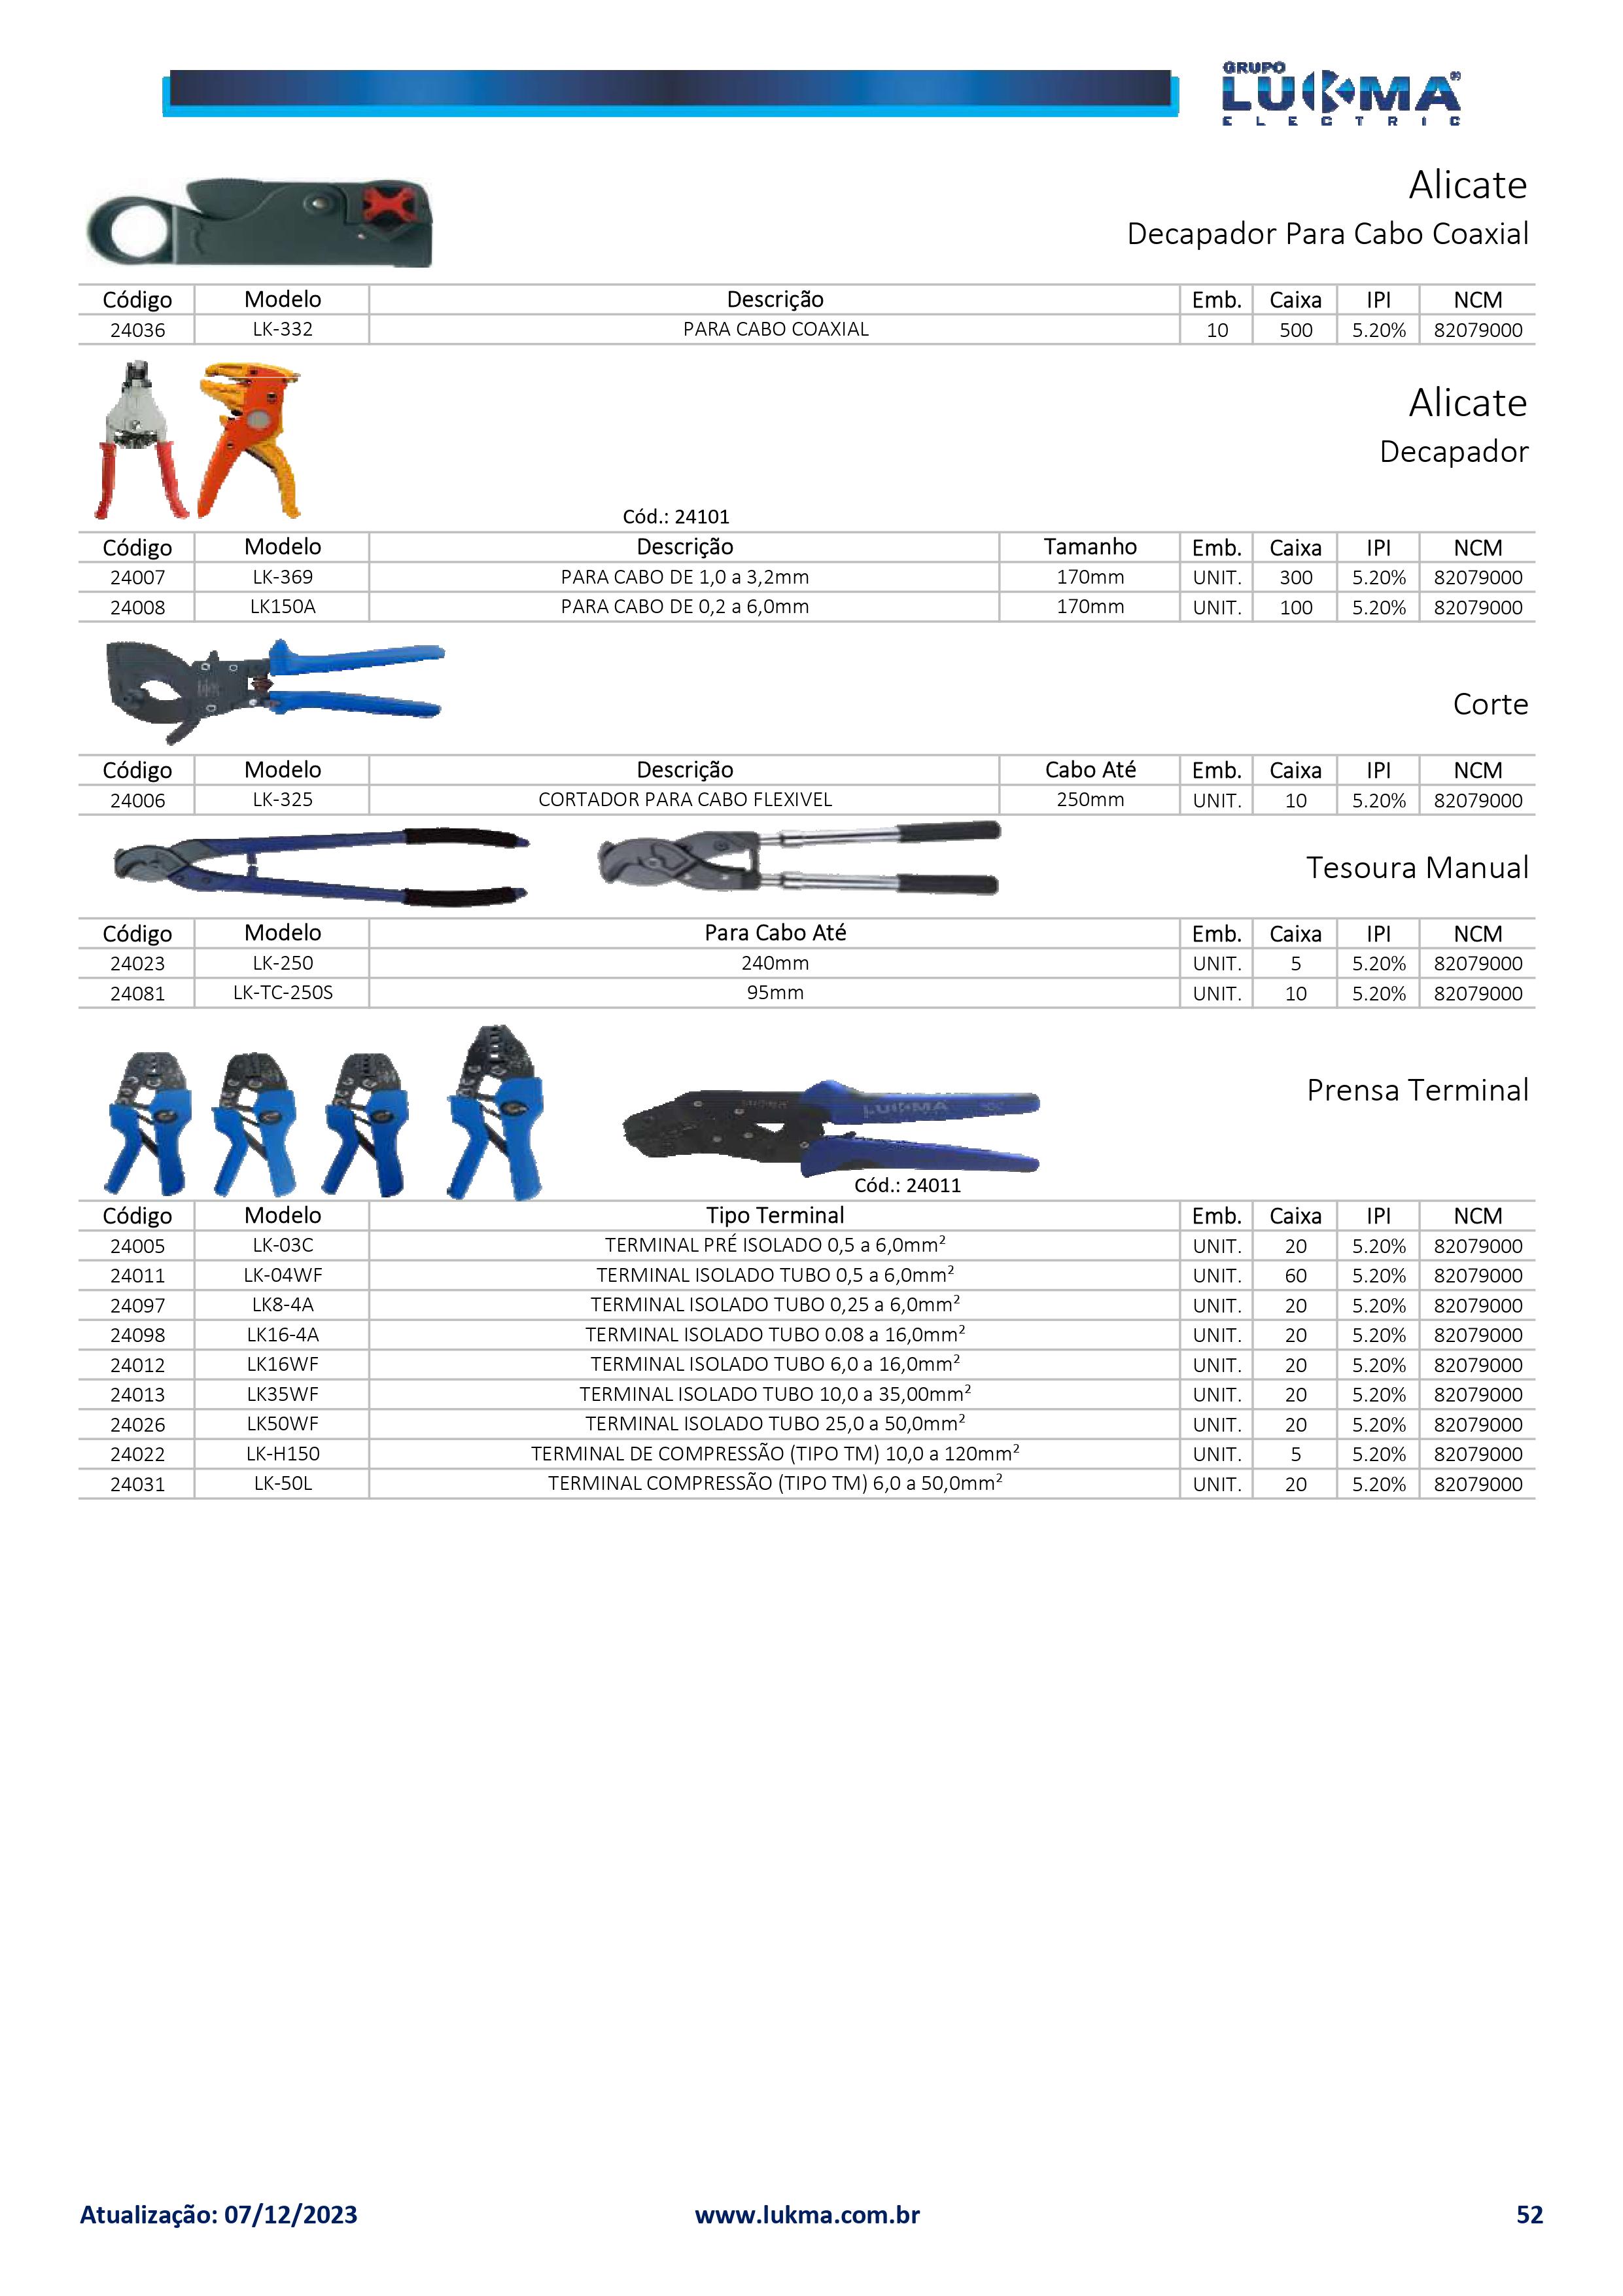 GRUPO
LUKMA®
ELECTRIC
Alicate
Decapador Para Cabo Coaxial
Código Modelo Descrição Emb. Caixa IPI NCM
24036 LK-332 PARA CABO COAXIAL 10 500 5.20% 82079000
Alicate
Decapador
Cód.: 24101
Código Modelo Descrição Tamanho Emb. Caixa IPI NCM
24007 LK-369 PARA CABO DE 1,0 a 3,2mm 170mm UNIT. 300 5.20% 82079000
24008 LK150A PARA CABO DE 0,2 a 6,0mm 170mm UNIT. 100 5.20% 82079000
Corte
Código Modelo Descrição Cabo Até Emb. Caixa IPI NCM
24006 LK-325 CORTADOR PARA CABO FLEXIVEL 250mm UNIT. 10 5.20% 82079000
Tesoura Manual
Código Modelo Para Cabo Até Emb. Caixa IPI NCM
24023 LK-250 240mm UNIT. 5 5.20% 82079000
24081 LK-TC-250S 95mm UNIT. 10 5.20% 82079000
Prensa Terminal
LUKMA
Cód.: 24011
Código Modelo Tipo Terminal Emb. Caixa IPI NCM
24005 LK-03C TERMINAL PRÉ ISOLADO 0,5 a 6,0mm² UNIT. 20 5.20% 82079000
24011 LK-04WF TERMINAL ISOLADO TUBO 0,5 a 6,0mm² UNIT. 60 5.20% 82079000
24097 LK8-4A TERMINAL ISOLADO TUBO 0,25 a 6,0mm² UNIT. 20 5.20% 82079000
24098 LK16-4A TERMINAL ISOLADO TUBO 0.08 a 16,0mm² UNIT. 20 5.20% 82079000
24012 LK16WF TERMINAL ISOLADO TUBO 6,0 a 16,0mm² UNIT. 20 5.20% 82079000
24013 LK35WF TERMINAL ISOLADO TUBO 10,0 a 35,00mm² UNIT. 20 5.20% 82079000
24026 LK50WF TERMINAL ISOLADO TUBO 25,0 a 50,0mm² UNIT. 20 5.20% 82079000
24022 LK-H150 TERMINAL DE COMPRESSÃO (TIPO TM) 10,0 a 120mm² UNIT. 5 5.20% 82079000
24031 LK-50L TERMINAL COMPRESSÃO (TIPO TM) 6,0 a 50,0mm² UNIT. 20 5.20% 82079000
Atualização: 07/12/2023 www.lukma.com.br 52